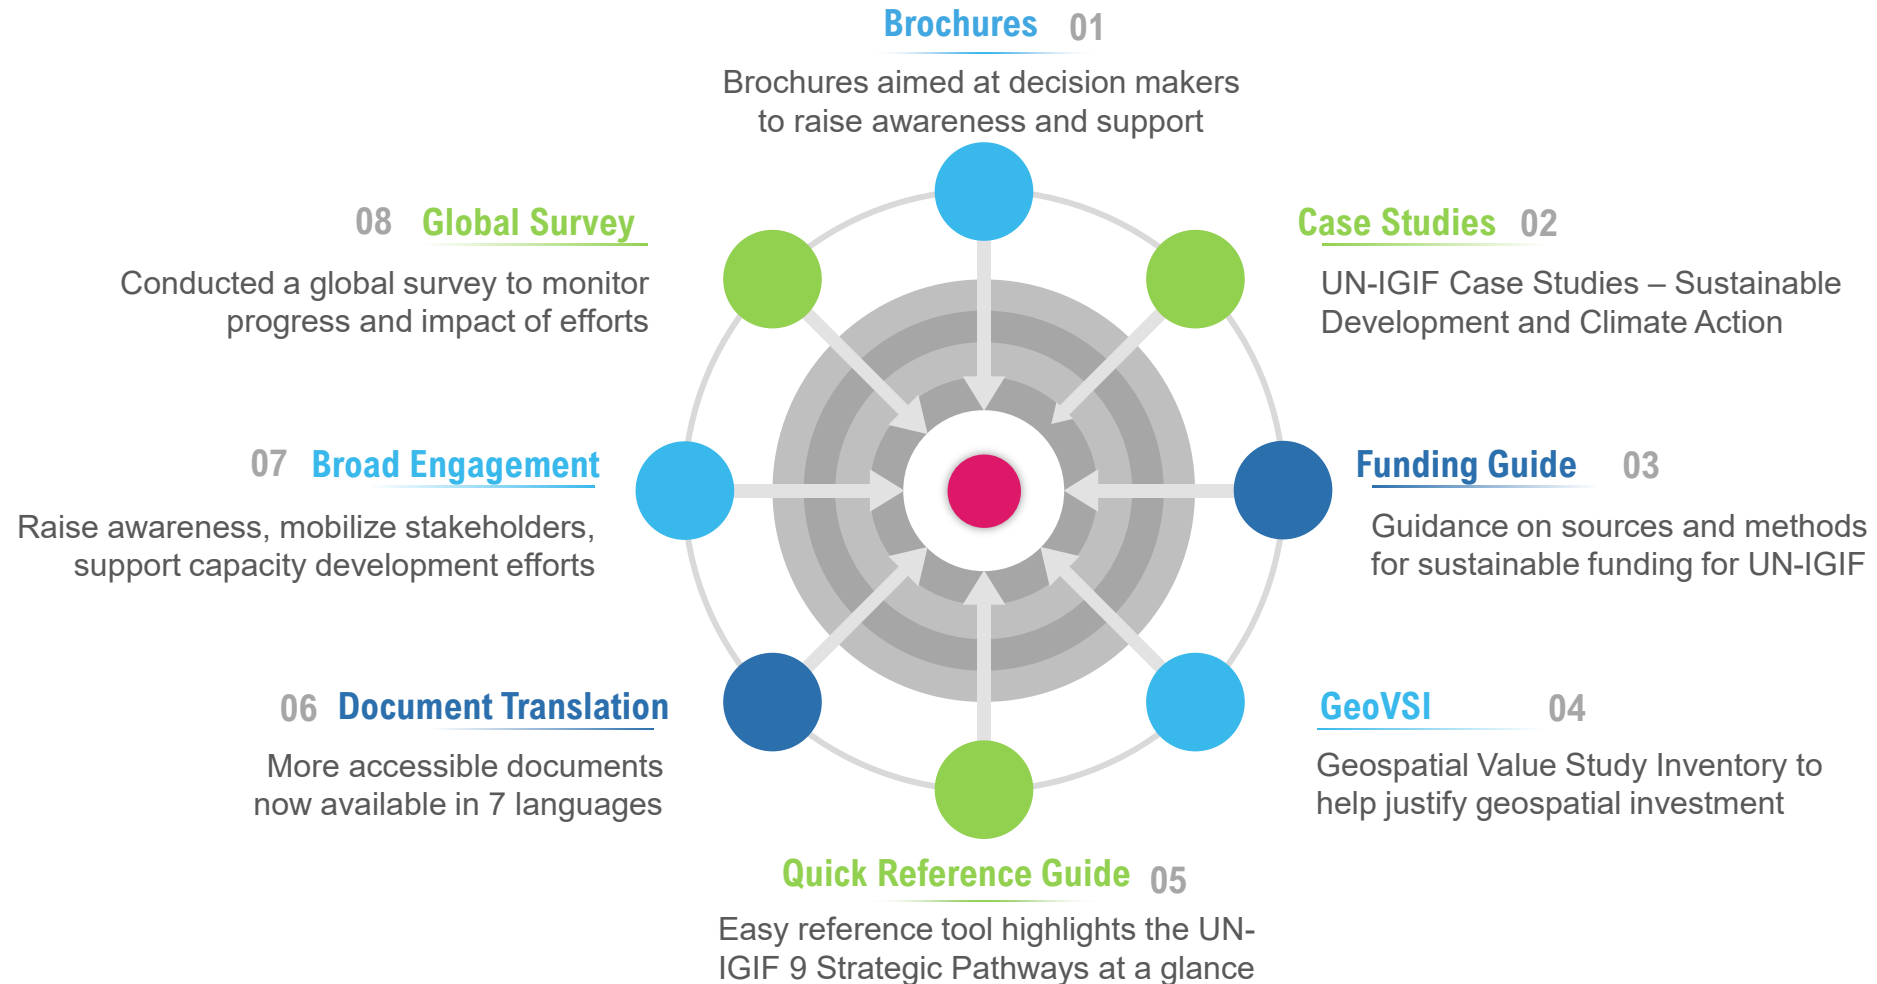 Brochures 01
Brochures aimed at decision makers
to raise awareness and support
Case Studies 02
UN-IGIF Case Studies – Sustainable
Development and Climate Action
Funding Guide 03
Guidance on sources and methods
for sustainable funding for UN-IGIF
GeoVSI 04
Geospatial Value Study Inventory to
help justify geospatial investment
Quick Reference Guide 05
Easy reference tool highlights the UN-
IGIF 9 Strategic Pathways at a glance
06 Document Translation
More accessible documents
now available in 7 languages
07 Broad Engagement
Raise awareness, mobilize stakeholders,
support capacity development efforts
08 Global Survey
Conducted a global survey to monitor
progress and impact of efforts